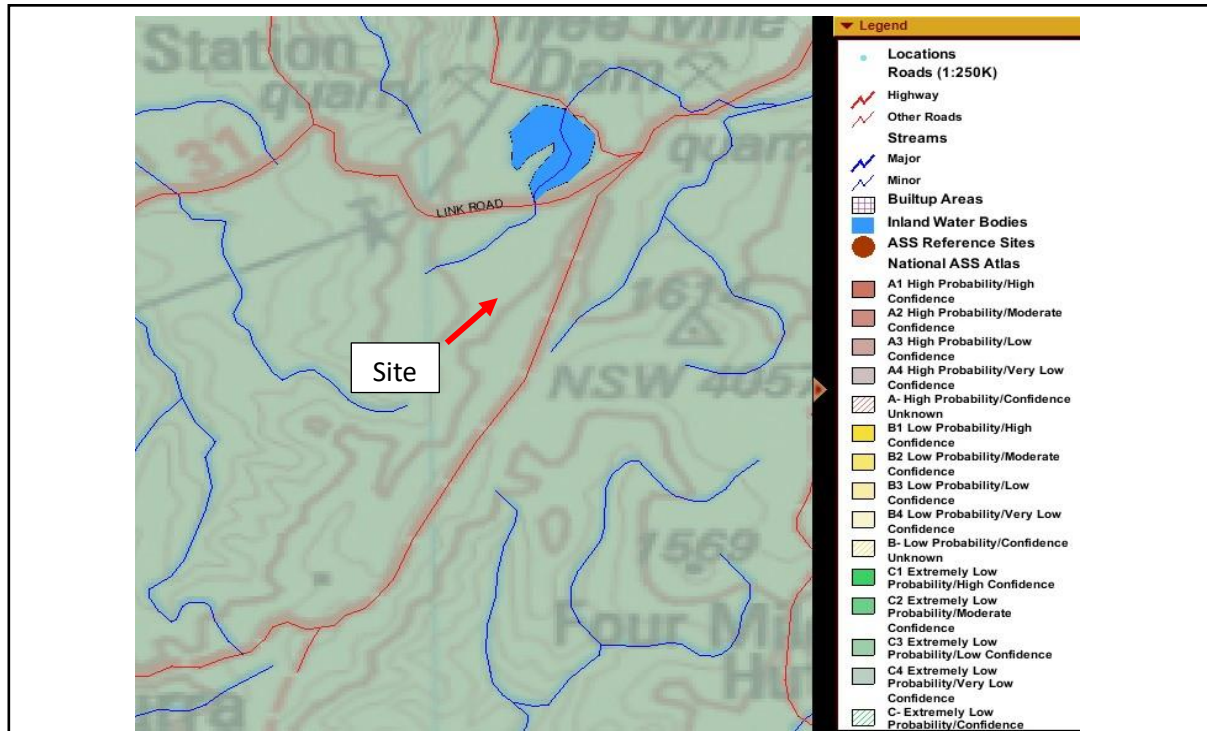 Station
quarry
Three Mile
Dam
quarry
31
LINK ROAD
1614
NSW 4057
Site
1569
Four Mi
Hut
Legend
Locations
Roads (1:250K)
Highway
Other Roads
Streams
Major
Minor
Builtup Areas
Inland Water Bodies
ASS Reference Sites
National ASS Atlas
A1 High Probability/High
Confidence
A2 High Probability/Moderate
Confidence
A3 High Probability/Low
Confidence
A4 High Probability/Very Low
Confidence
A- High Probability/Confidence
Unknown
B1 Low Probability/High
Confidence
B2 Low Probability/Moderate
Confidence
B3 Low Probability/Low
Confidence
B4 Low Probability/Very Low
Confidence
B- Low Probability/Confidence
Unknown
C1 Extremely Low
Probability/High Confidence
C2 Extremely Low
Probability/Moderate
Confidence
C3 Extremely Low
Probability/Low Confidence
C4 Extremely Low
Probability/Very Low
Confidence
C- Extremely Low
Probability/Confidence